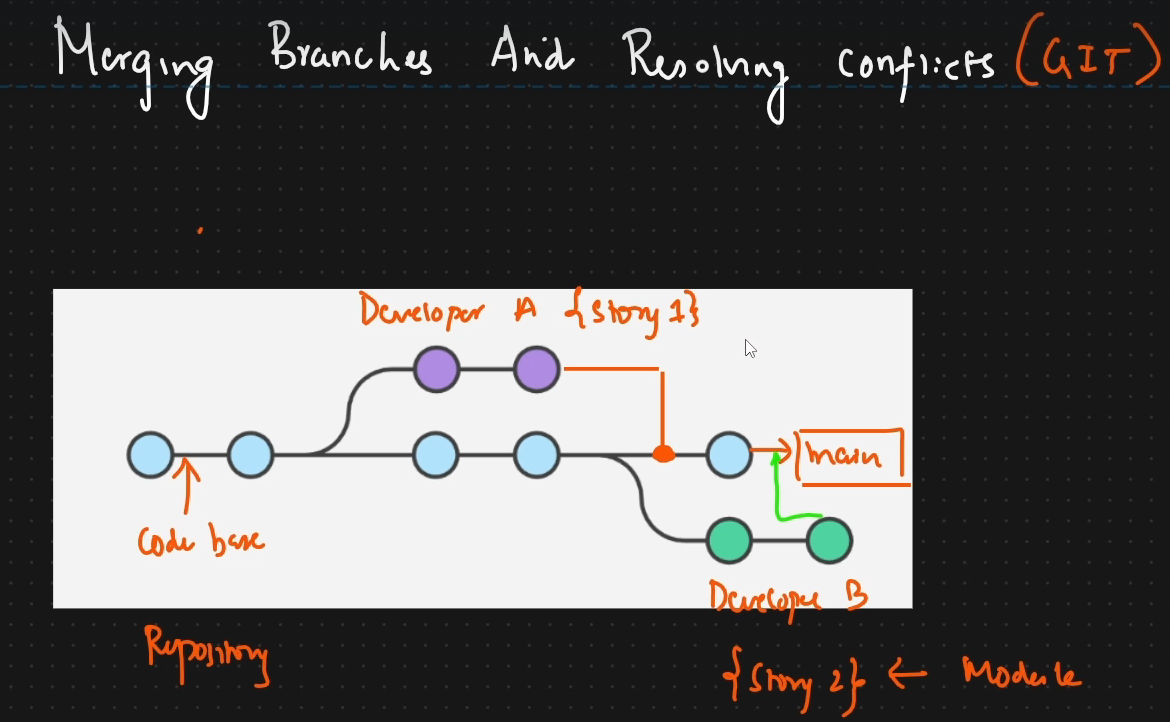 Merging Branches And Resolving conflicts (GIT)
Developer A {Story 1}
main
Code base
Developer B
Repository
{Story 2} ← Module